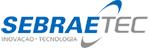 SEBRAETEC
INOVAÇÃO • TECNOLOGIA